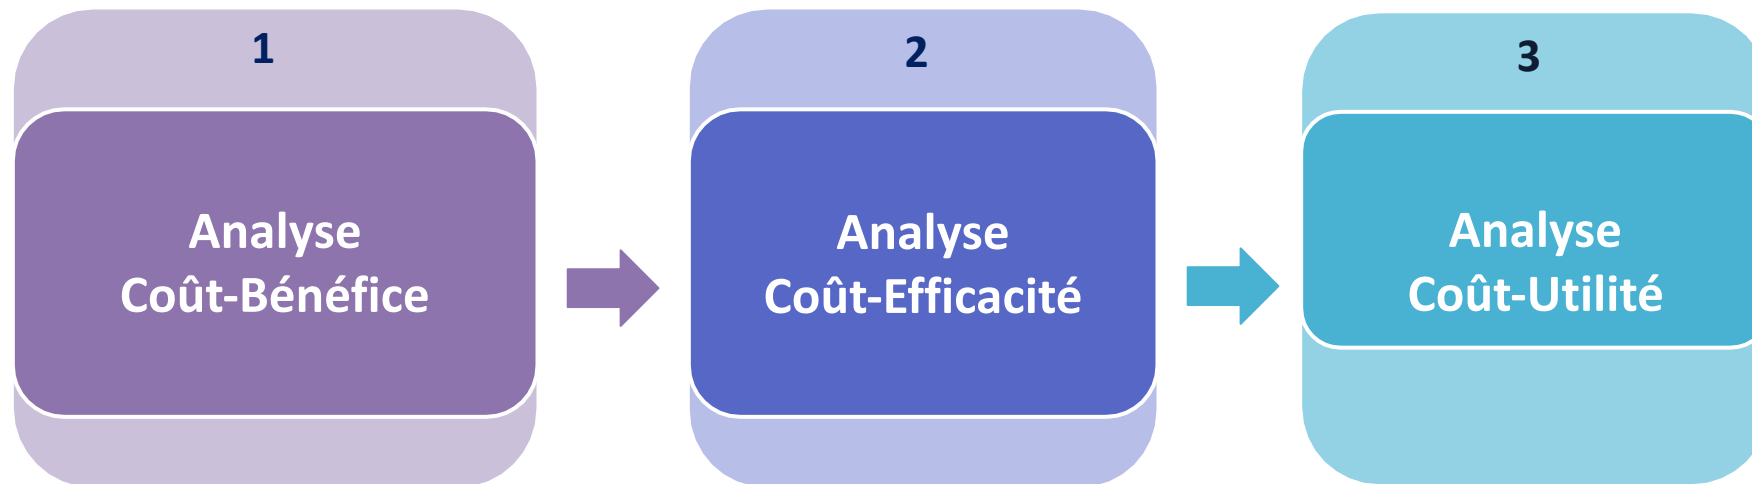 1
Analyse
Coût-Bénéfice
2
Analyse
Coût-Efficacité
3
Analyse
Coût-Utilité